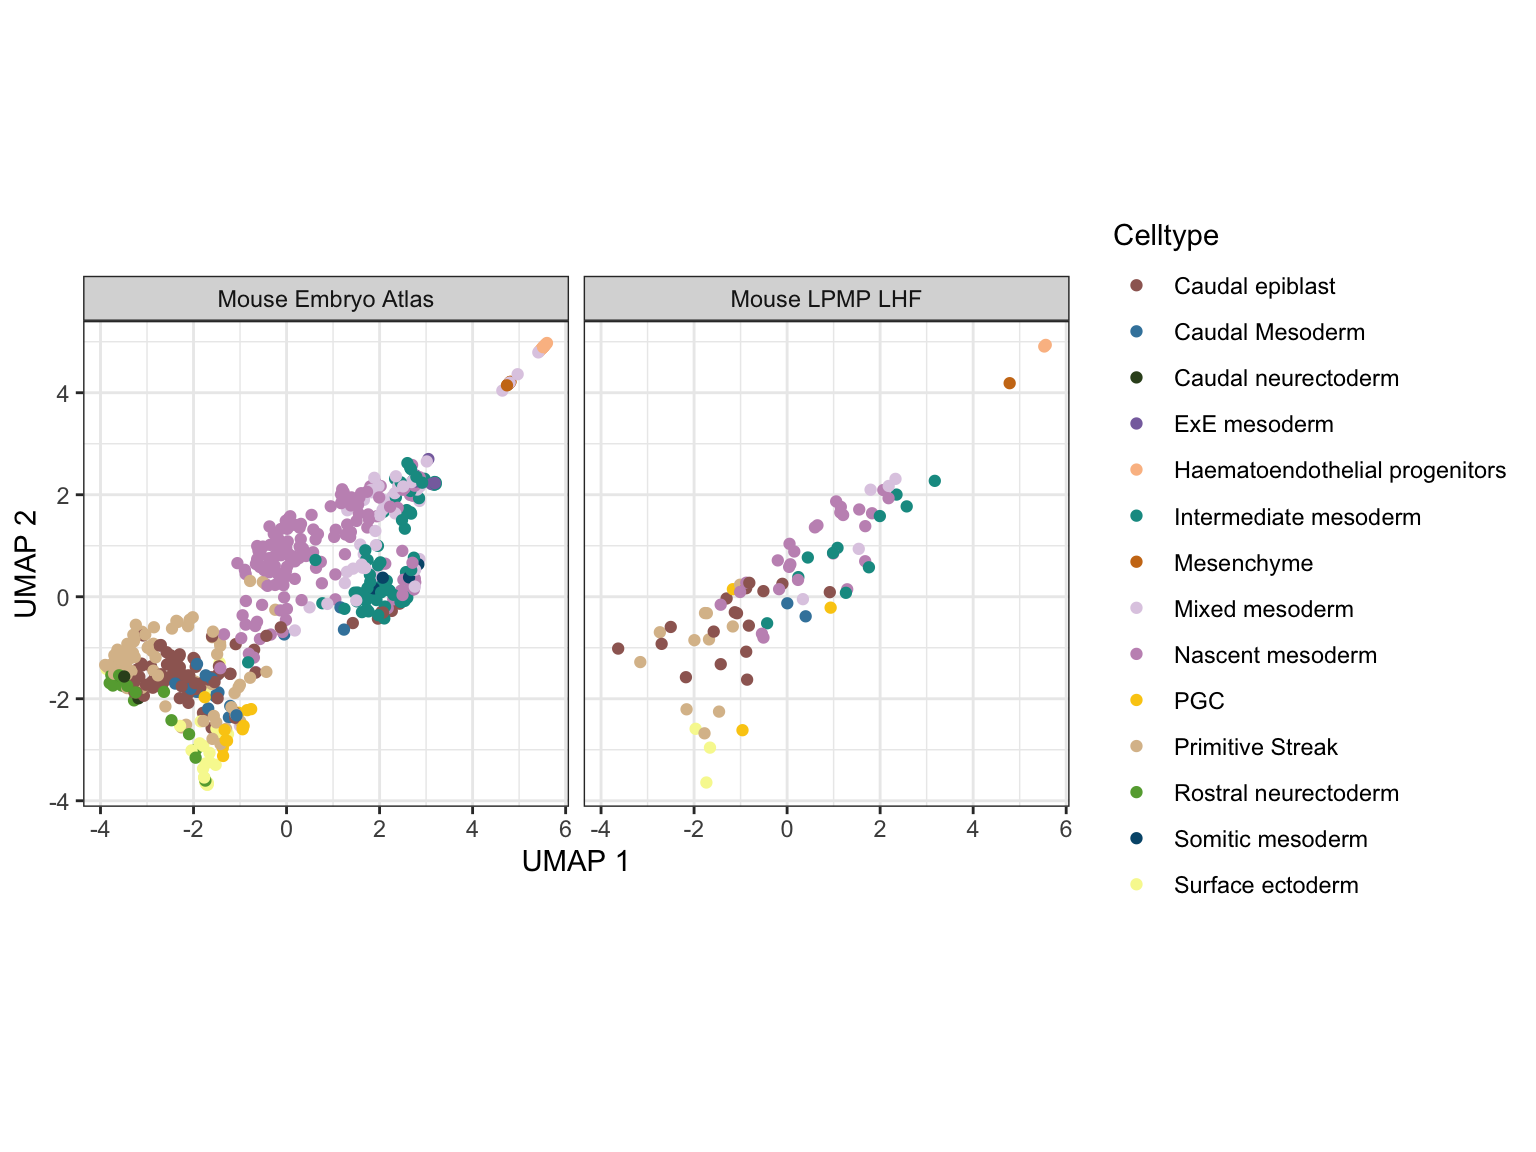 Mouse Embryo Atlas
Mouse LPMP LHF
UMAP 2
4
2
0
-2
-4
-4 -2 0 2 4 6
-4 -2 0 2 4 6
UMAP 1
Celltype
Caudal epiblast
Caudal Mesoderm
Caudal neurectoderm
ExE mesoderm
Haematoendothelial progenitors
Intermediate mesoderm
Mesenchyme
Mixed mesoderm
Nascent mesoderm
PGC
Primitive Streak
Rostral neurectoderm
Somitic mesoderm
Surface ectoderm